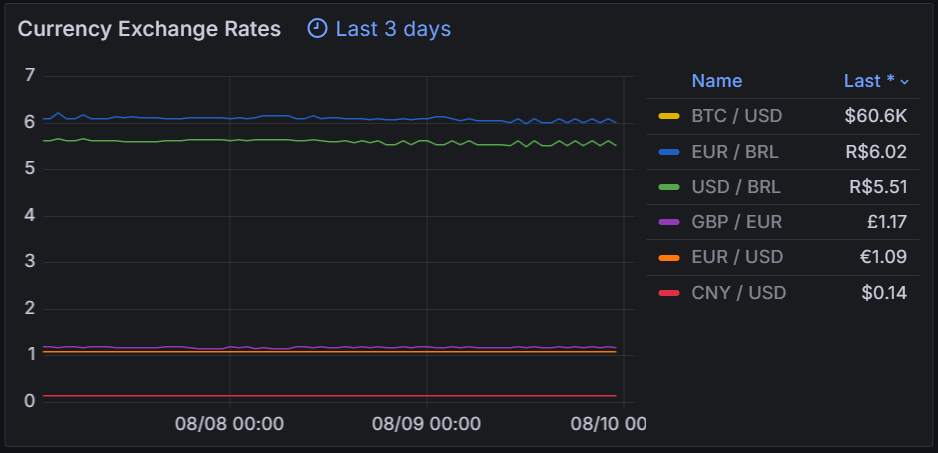 Currency Exchange Rates Last 3 days
7
6
5
4
3
2
1
0
08/08 00:00 08/09 00:00 08/10 00
Name Last *
BTC / USD $60.6K
EUR / BRL R$6.02
USD / BRL R$5.51
GBP / EUR £1.17
EUR / USD €1.09
CNY / USD $0.14